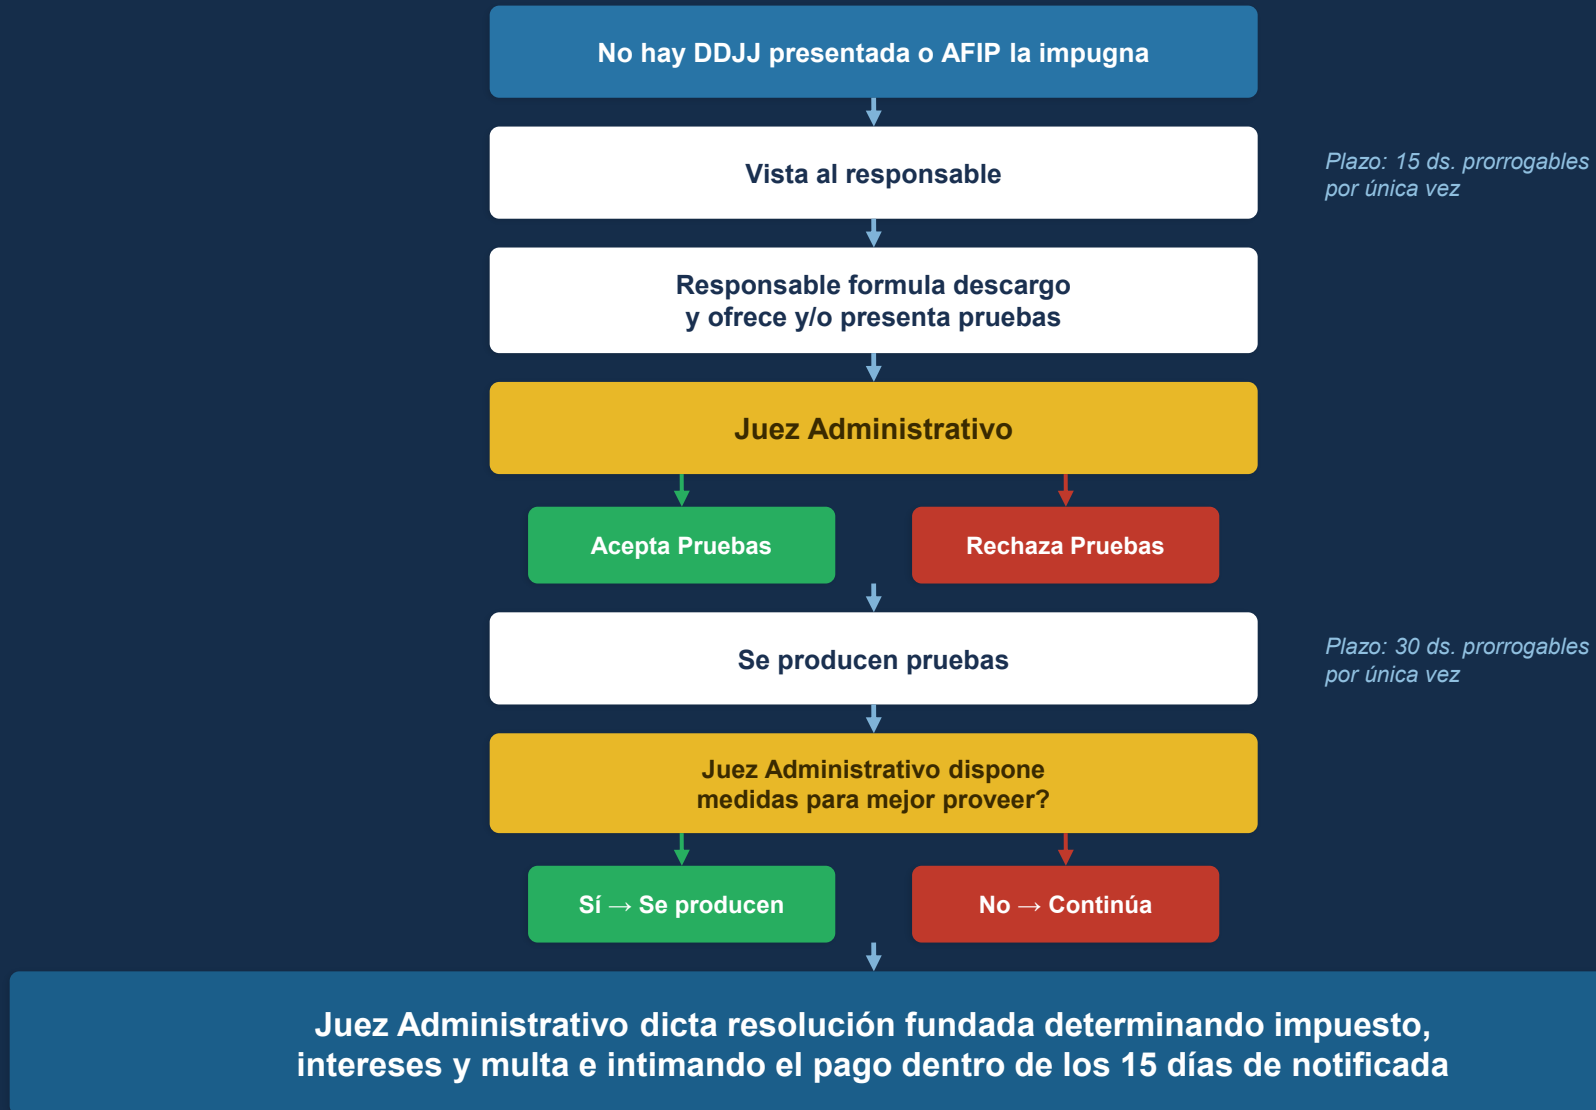 No hay DDJJ presentada o AFIP la impugna
Vista al responsable
Plazo: 15 ds. prorrogables
por única vez
Responsable formula descargo
y ofrece y/o presenta pruebas
Juez Administrativo
Acepta Pruebas
Rechaza Pruebas
Se producen pruebas
Plazo: 30 ds. prorrogables
por única vez
Juez Administrativo dispone
medidas para mejor proveer?
Sí → Se producen
No → Continúa
Juez Administrativo dicta resolución fundada determinando impuesto,
intereses y multa e intimando el pago dentro de los 15 días de notificada